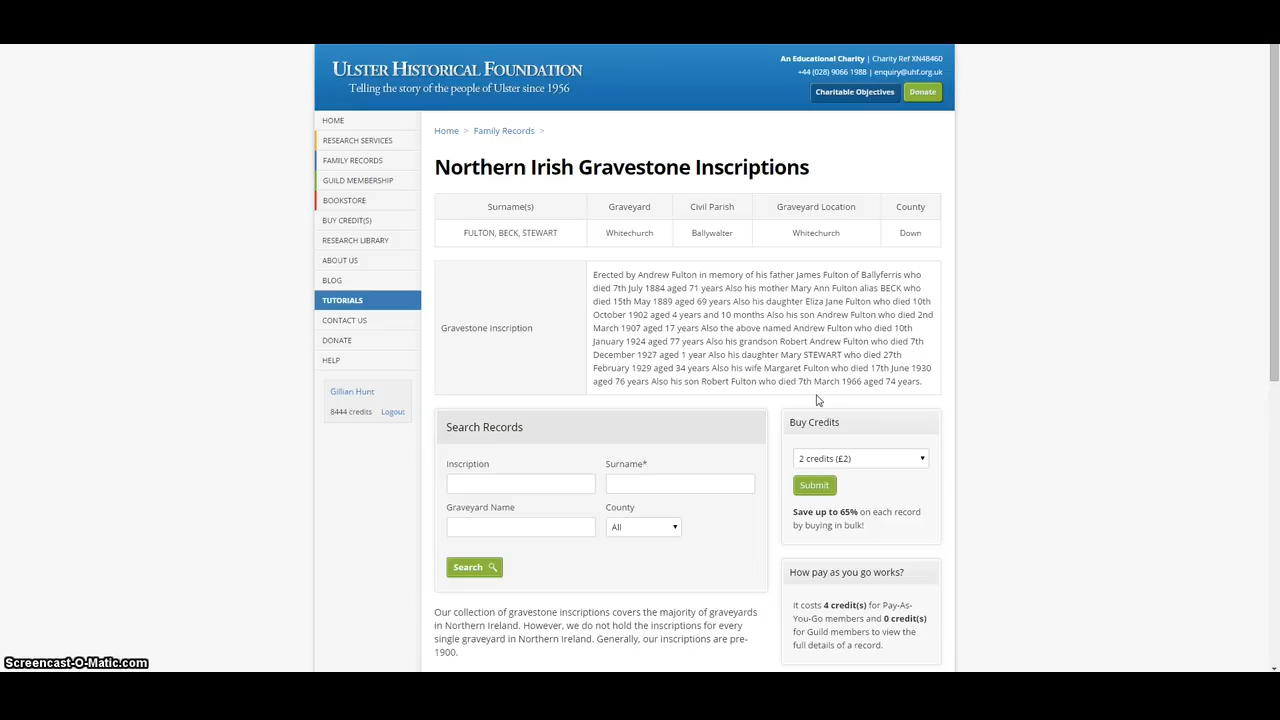 ULSTER HISTORICAL FOUNDATION
Telling the story of the people of Ulster since 1956
An Educational Charity | Charity Ref XN48460
+44 (028) 9066 1988 | enquiry@uhf.org.uk
Charitable Objectives
Donate
HOME
RESEARCH SERVICES
FAMILY RECORDS
GUILD MEMBERSHIP
BOOKSTORE
BUY CREDIT(S)
RESEARCH LIBRARY
ABOUT US
BLOG
TUTORIALS
CONTACT US
DONATE
HELP
Gillian Hunt
8444 credits Logout
Home > Family Records >
Northern Irish Gravestone Inscriptions
Surname(s) Graveyard Civil Parish Graveyard Location County
FULTON, BECK, STEWART Whitechurch Ballywalter Whitechurch Down
Gravestone Inscription
Erected by Andrew Fulton in memory of his father James Fulton of Ballyferris who
died 7th July 1884 aged 71 years Also his mother Mary Ann Fulton alias BECK who
died 15th May 1889 aged 69 years Also his daughter Eliza Jane Fulton who died 10th
October 1902 aged 4 years and 10 months Also his son Andrew Fulton who died 2nd
March 1907 aged 17 years Also the above named Andrew Fulton who died 10th
January 1924 aged 77 years Also his grandson Robert Andrew Fulton who died 7th
December 1927 aged 1 year Also his daughter Mary STEWART who died 27th
February 1929 aged 34 years Also his wife Margaret Fulton who died 17th June 1930
aged 76 years Also his son Robert Fulton who died 7th March 1966 aged 74 years.
Search Records
Inscription Surname*
Graveyard Name County
All
Search
Buy Credits
2 credits (£2)
Submit
Save up to 65% on each record
by buying in bulk!
How pay as you go works?
It costs 4 credit(s) for Pay-As-
You-Go members and 0 credit(s)
for Guild members to view the
full details of a record.
Our collection of gravestone inscriptions covers the majority of graveyards
in Northern Ireland. However, we do not hold the inscriptions for every
single graveyard in Northern Ireland. Generally, our inscriptions are pre-
1900.
Screencast-O-Matic.com